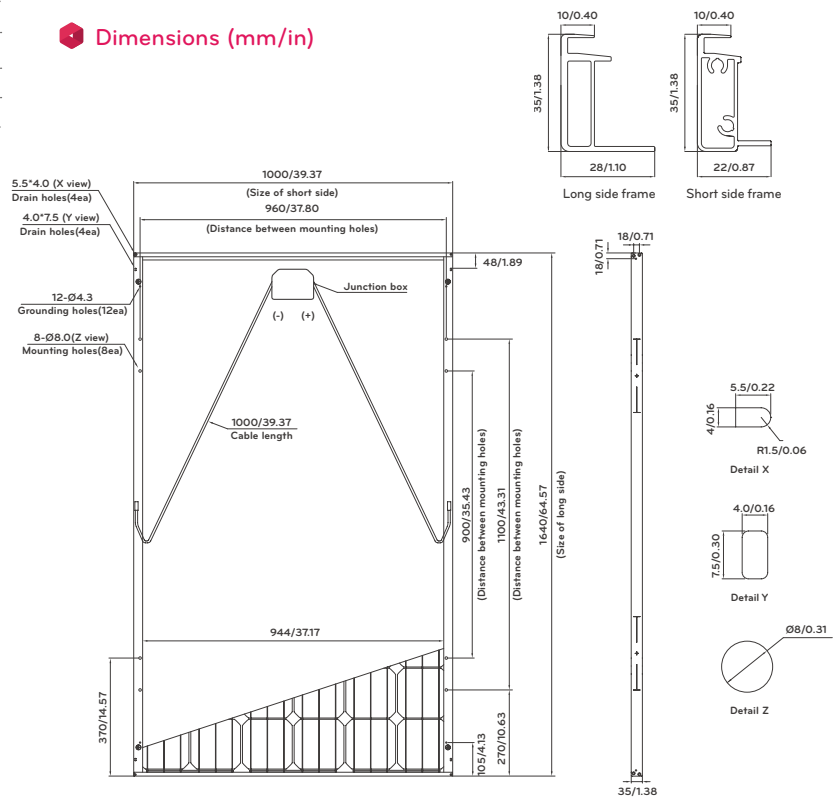 Dimensions (mm/in)
10/0.40
35/1.38
28/1.10
Long side frame
10/0.40
35/1.38
22/0.87
Short side frame
1000/39.37
(Size of short side)
960/37.80
(Distance between mounting holes)
5.5*4.0 (X view)
Drain holes(4ea)
4.0*7.5 (Y view)
Drain holes(4ea)
12-Ø4.3
Grounding holes(12ea)
8-Ø8.0(Z view)
Mounting holes(8ea)
48/1.89
Junction box
(-) (+)
1000/39.37
Cable length
900/35.43
(Distance between mounting holes)
1100/43.31
(Distance between mounting holes)
1640/64.57
(Size of long side)
944/37.17
370/14.57
105/4.13
270/10.63
18/0.71
18/0.71
35/1.38
5.5/0.22
4/0.16
R1.5/0.06
Detail X
4.0/0.16
7.5/0.30
Detail Y
Ø8/0.31
Detail Z